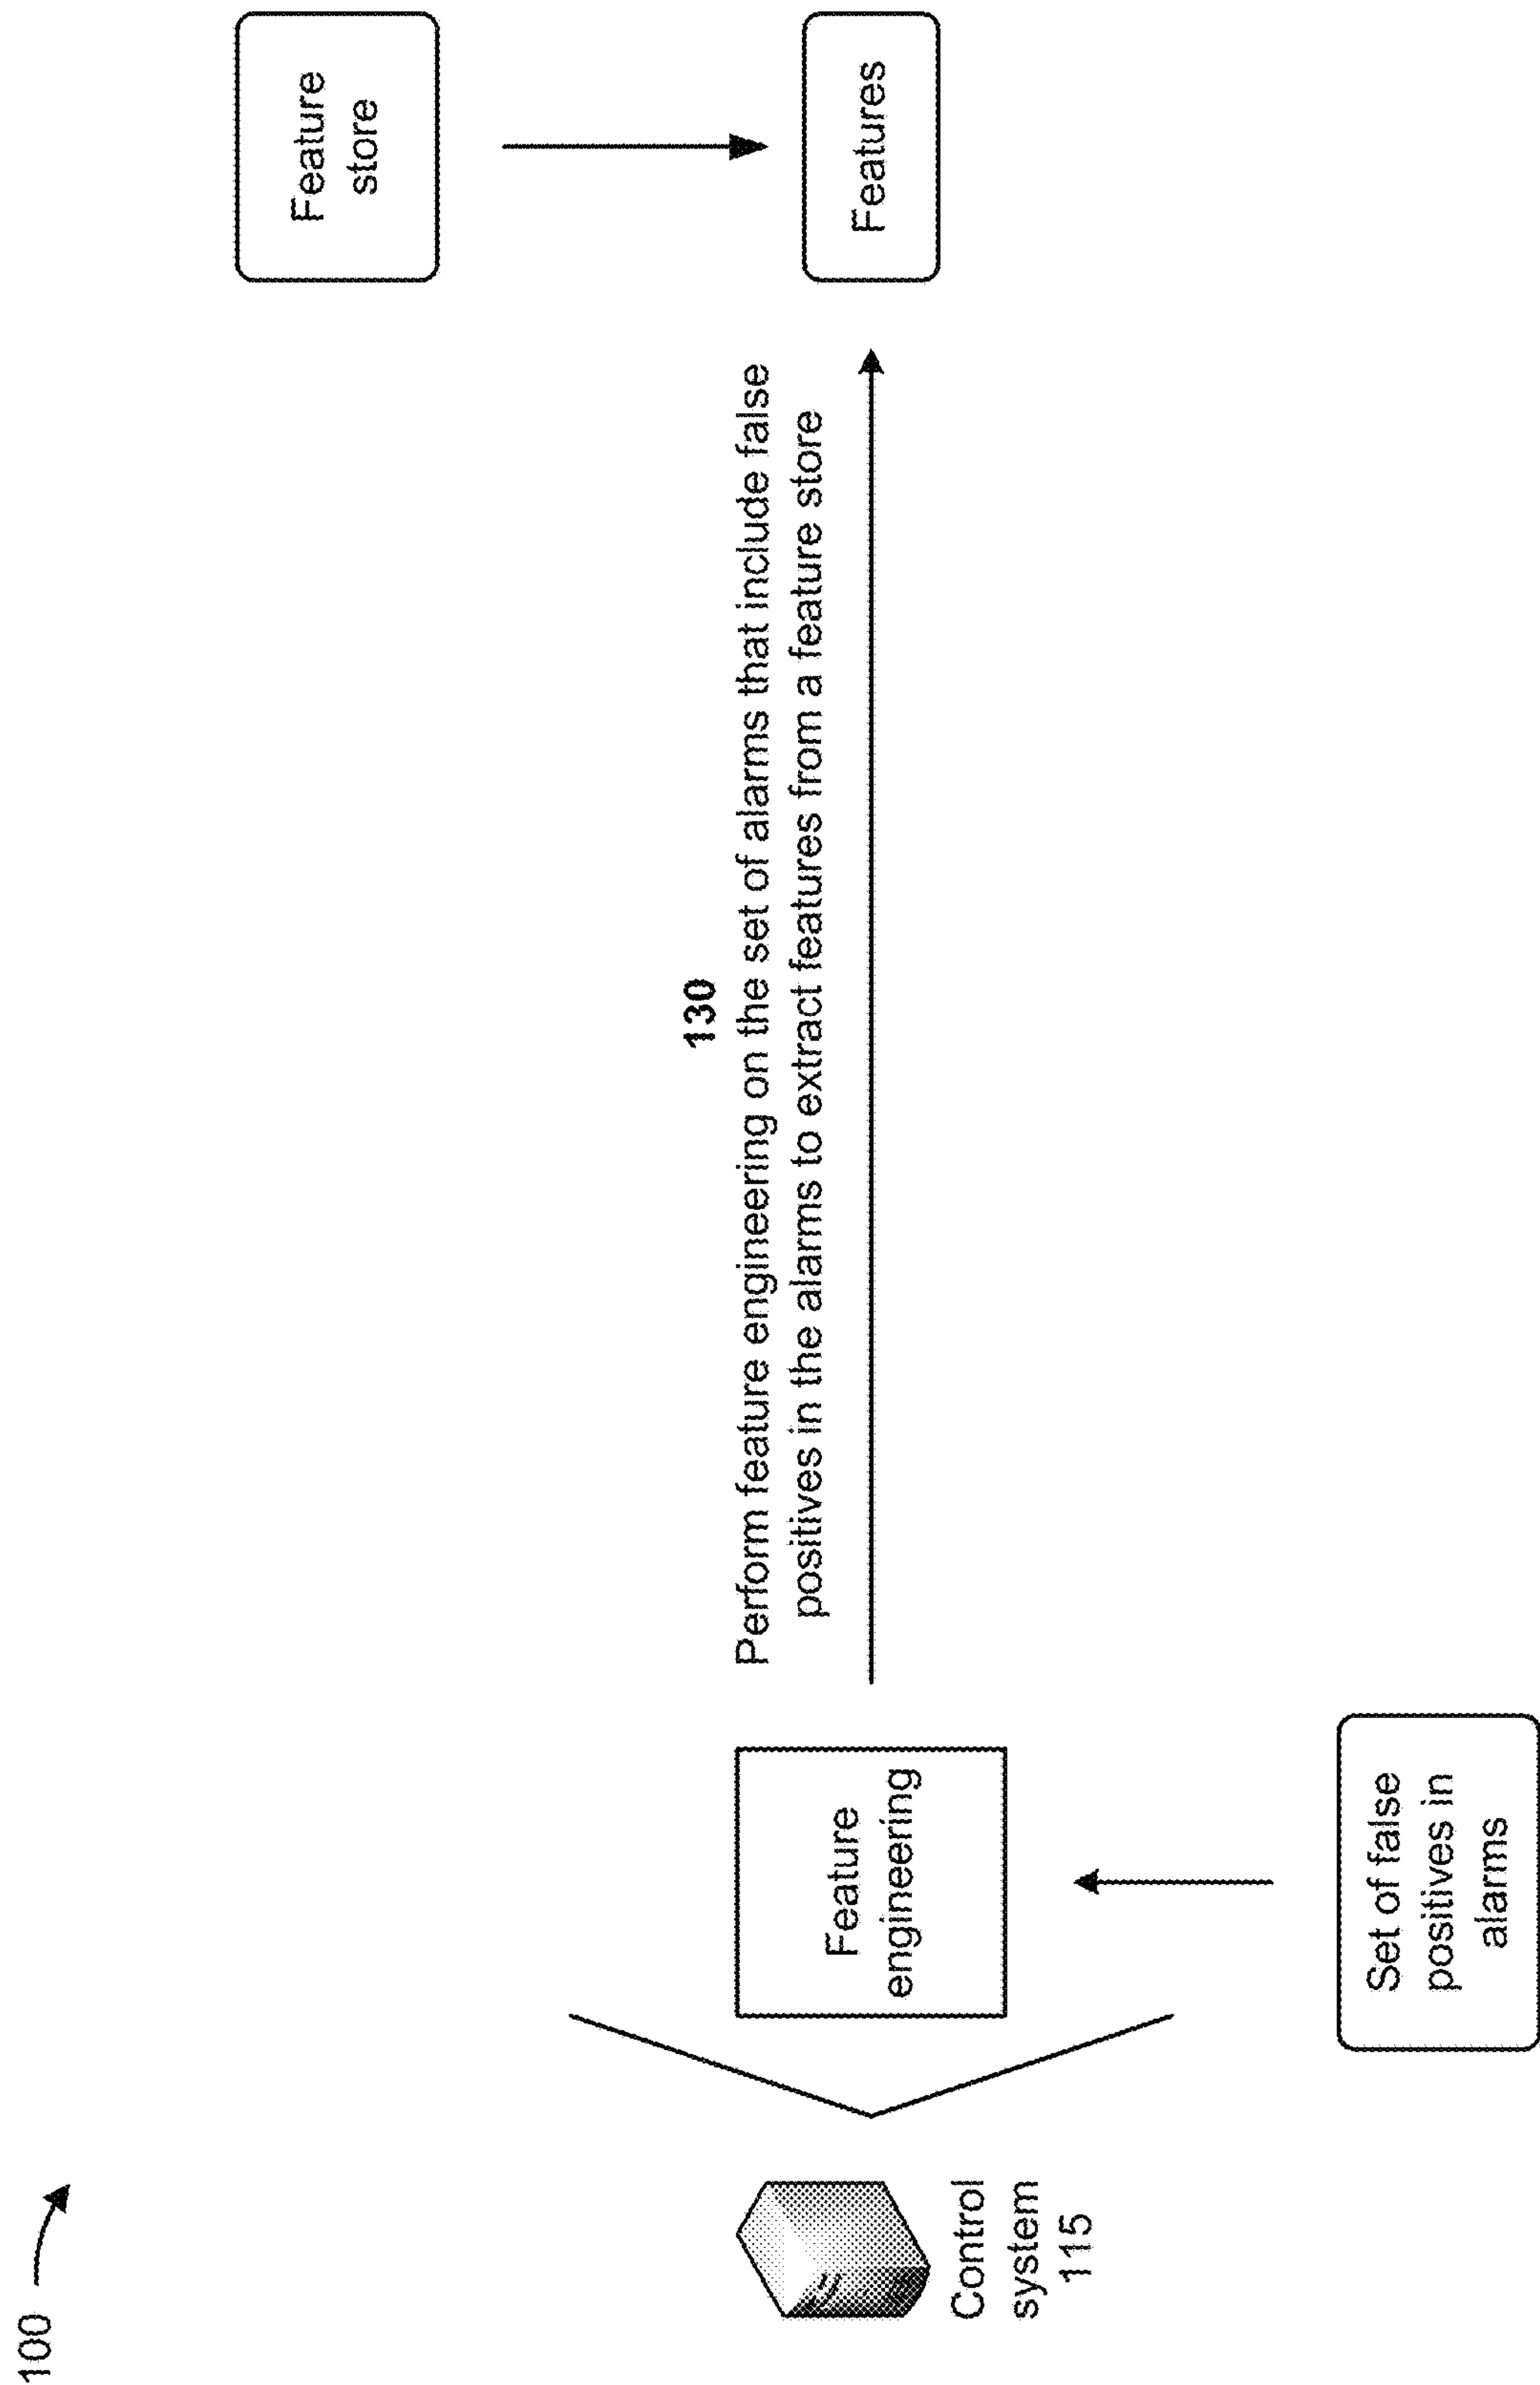 100
Feature
store
130
Perform feature engineering on the set of alarms that include false
positives in the alarms to extract features from a feature store
Feature
engineering
Features
Control
system
115
Set of false
positives in
alarms